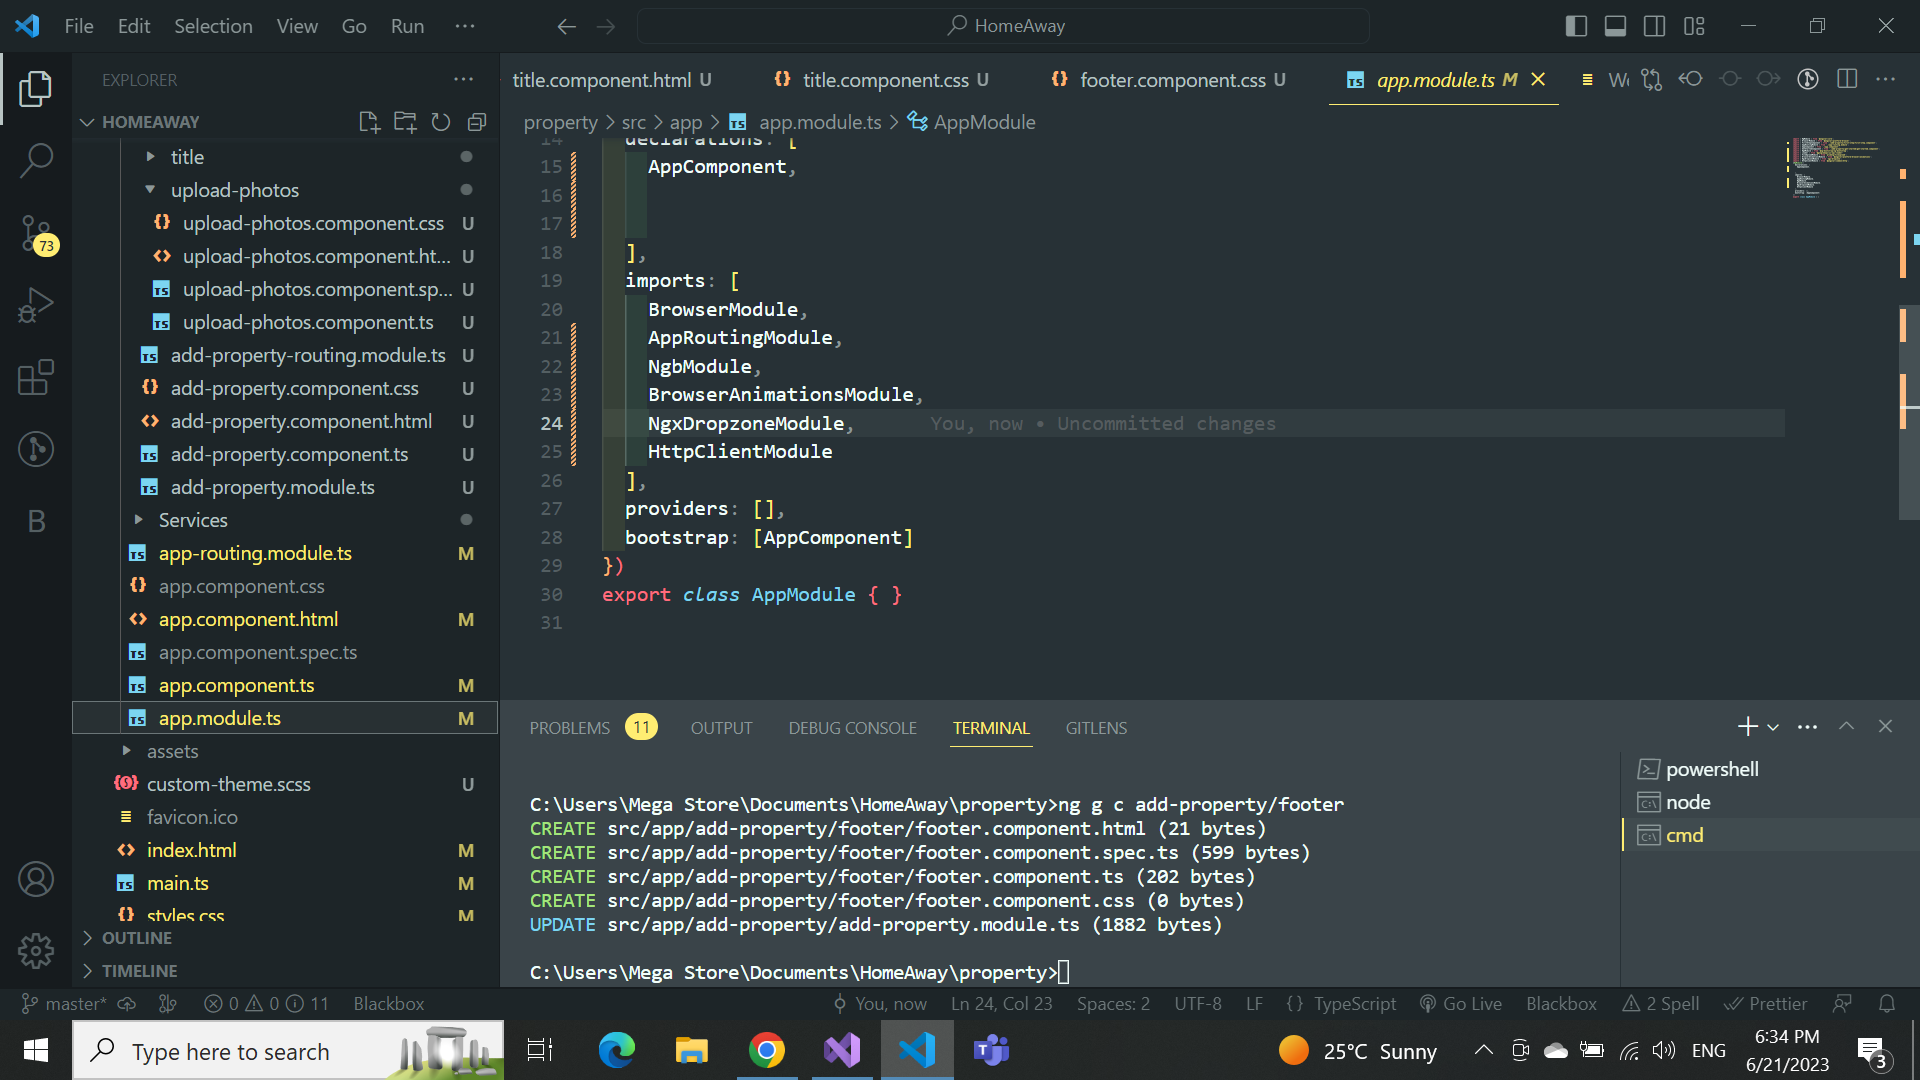 File Edit Selection View Go Run ···
HomeAway
EXPLORER
HOMEAWAY
title
upload-photos
upload-photos.component.css U
upload-photos.component.ht... U
upload-photos.component.sp... U
upload-photos.component.ts U
add-property-routing.module.ts U
add-property.component.css U
add-property.component.html U
add-property.component.ts U
add-property.module.ts U
Services
app-routing.module.ts M
app.component.css
app.component.html M
app.component.spec.ts
app.component.ts M
app.module.ts M
assets
custom-theme.scss U
favicon.ico
index.html M
main.ts M
styles.css M
OUTLINE
TIMELINE
73
B
title.component.html U
title.component.css U
footer.component.css U
app.module.ts M
property > src > app > TS app.module.ts > AppModule
14 declarations: [
15 AppComponent,
16
17
18 ],
19 imports: [
20 BrowserModule,
21 AppRoutingModule,
22 NgbModule,
23 BrowserAnimationsModule,
24 NgxDropzoneModule, You, now • Uncommitted changes
25 HttpClientModule
26 ],
27 providers: [],
28 bootstrap: [AppComponent]
29 })
30 export class AppModule { }
31
PROBLEMS 11 OUTPUT DEBUG CONSOLE TERMINAL GITLENS
C:\Users\Mega Store\Documents\HomeAway\property>ng g c add-property/footer
CREATE src/app/add-property/footer/footer.component.html (21 bytes)
CREATE src/app/add-property/footer/footer.component.spec.ts (599 bytes)
CREATE src/app/add-property/footer/footer.component.ts (202 bytes)
CREATE src/app/add-property/footer/footer.component.css (0 bytes)
UPDATE src/app/add-property/add-property.module.ts (1882 bytes)
C:\Users\Mega Store\Documents\HomeAway\property>
powershell
node
cmd
master* 0 0 11 Blackbox
You, now Ln 24, Col 23 Spaces: 2 UTF-8 LF {} TypeScript Go Live Blackbox 2 Spell Prettier
Type here to search
25°C Sunny
ENG
6:34 PM
6/21/2023
3